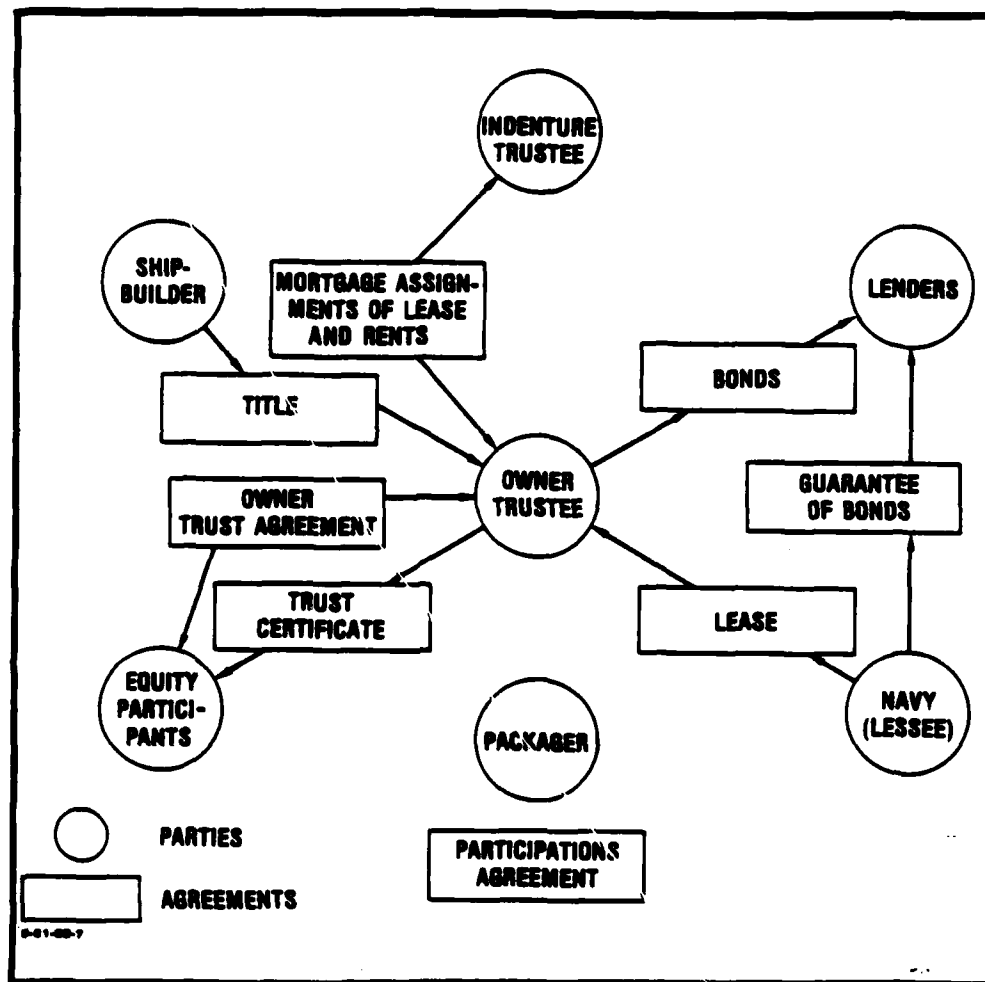 INDENTURE
TRUSTEE
SHIP-
BUILDER
MORTGAGE ASSIGN-
MENTS OF LEASE
AND RENTS
LENDERS
TITLE
BONDS
OWNER
TRUST AGREEMENT
OWNER
TRUSTEE
GUARANTEE
OF BONDS
TRUST
CERTIFICATE
LEASE
EQUITY
PARTICI-
PANTS
PACKAGER
NAVY
(LESSEE)
PARTIES
PARTICIPATIONS
AGREEMENT
AGREEMENTS